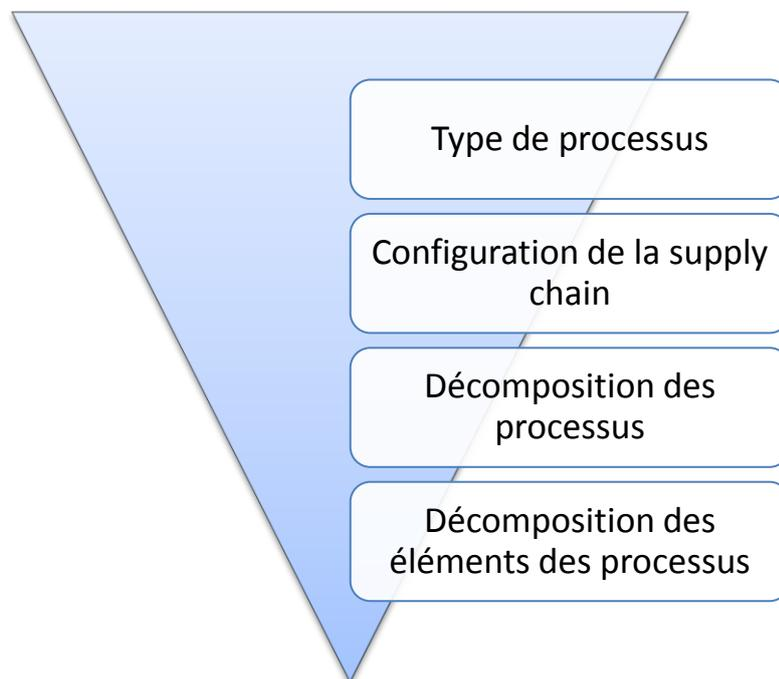 Type de processus
Configuration de la supply
chain
Décomposition des
processus
Décomposition des
éléments des processus